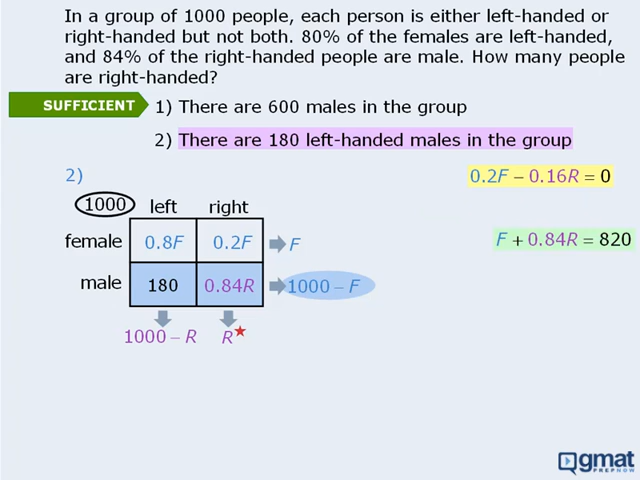 In a group of 1000 people, each person is either left-handed or
right-handed but not both. 80% of the females are left-handed,
and 84% of the right-handed people are male. How many people
are right-handed?
SUFFICIENT 1) There are 600 males in the group
2) There are 180 left-handed males in the group
2) 0.2F – 0.16R = 0
1000 left right
female 0.8F 0.2F F F + 0.84R = 820
male 180 0.84R 1000 – F
1000 – R R★
gmat
PREPNOW